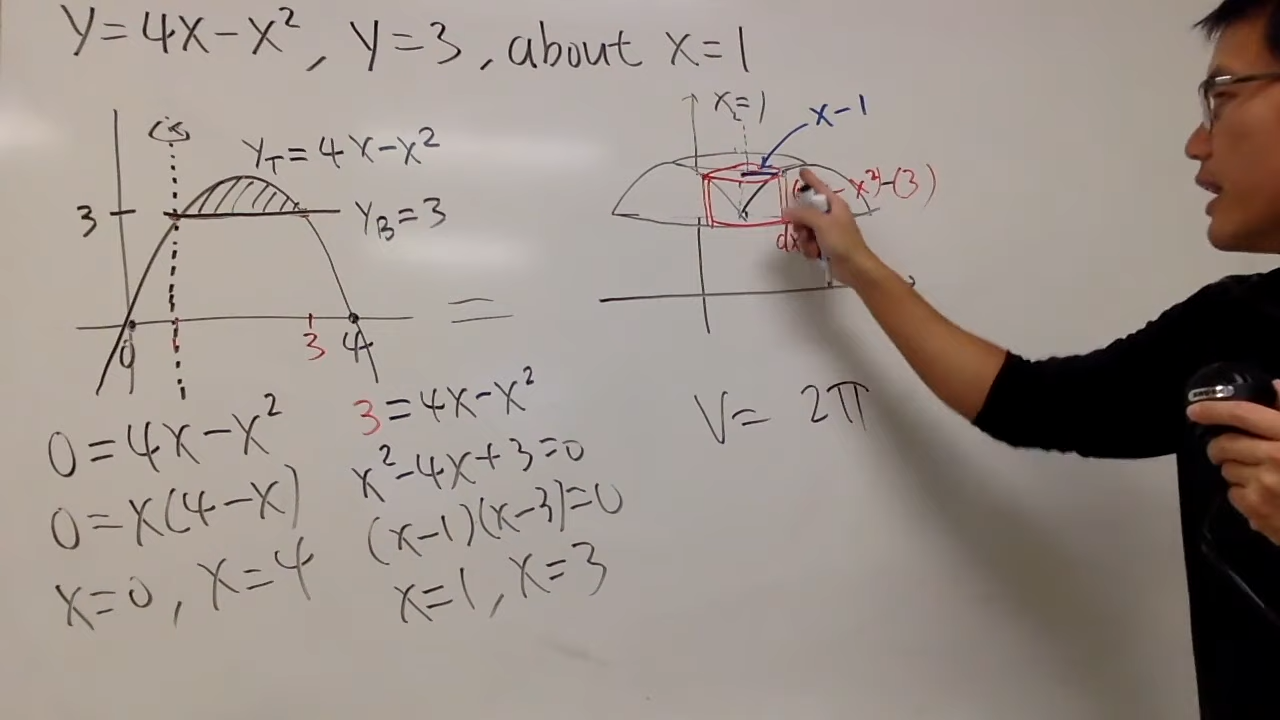 y=4x-x², y=3, about x=1
y_T=4x-x²
3
y_B=3
0
1
3
4
0=4x-x²
0=x(4-x)
x=0, x=4
3=4x-x²
x²-4x+3=0
(x-1)(x-3)=0
x=1, x=3
=
x=1
x-1
-x²)-(3)
dx
V= 2π